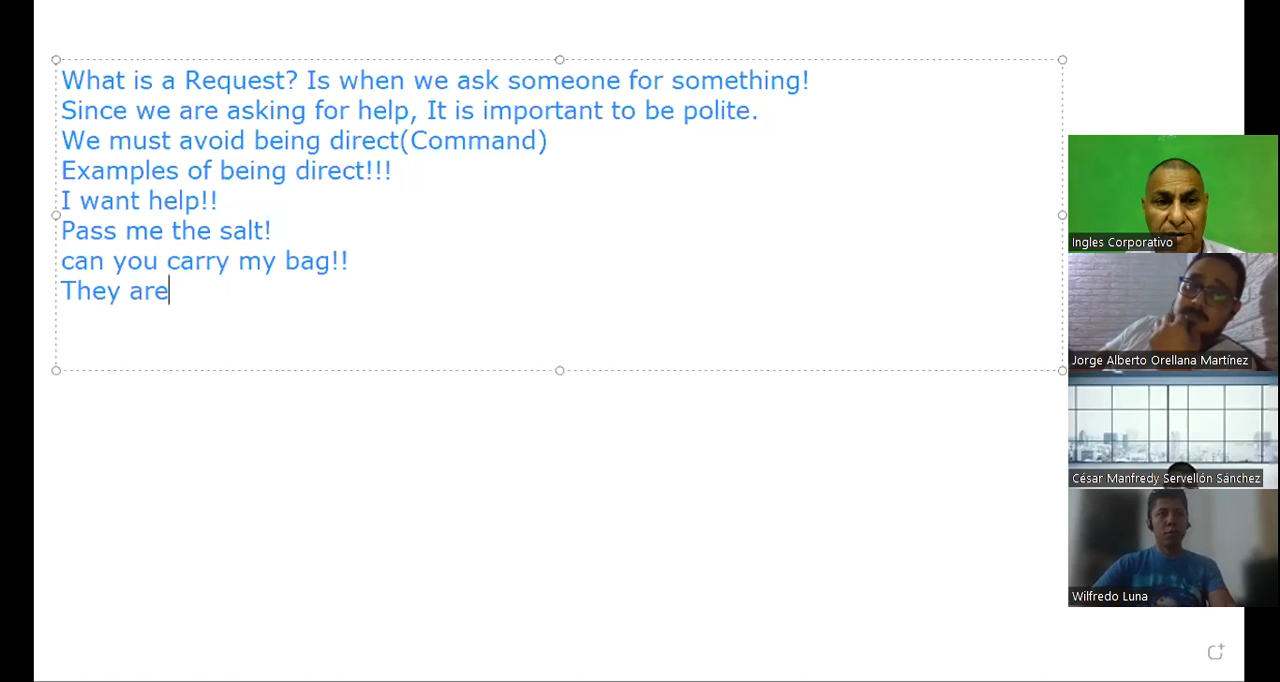 What is a Request? Is when we ask someone for something!
Since we are asking for help, It is important to be polite.
We must avoid being direct(Command)
Examples of being direct!!!
I want help!!
Pass me the salt!
can you carry my bag!!
They are
Ingles Corporativo
Jorge Alberto Orellana Martínez
César Manfredy Servellón Sánchez
Wilfredo Luna